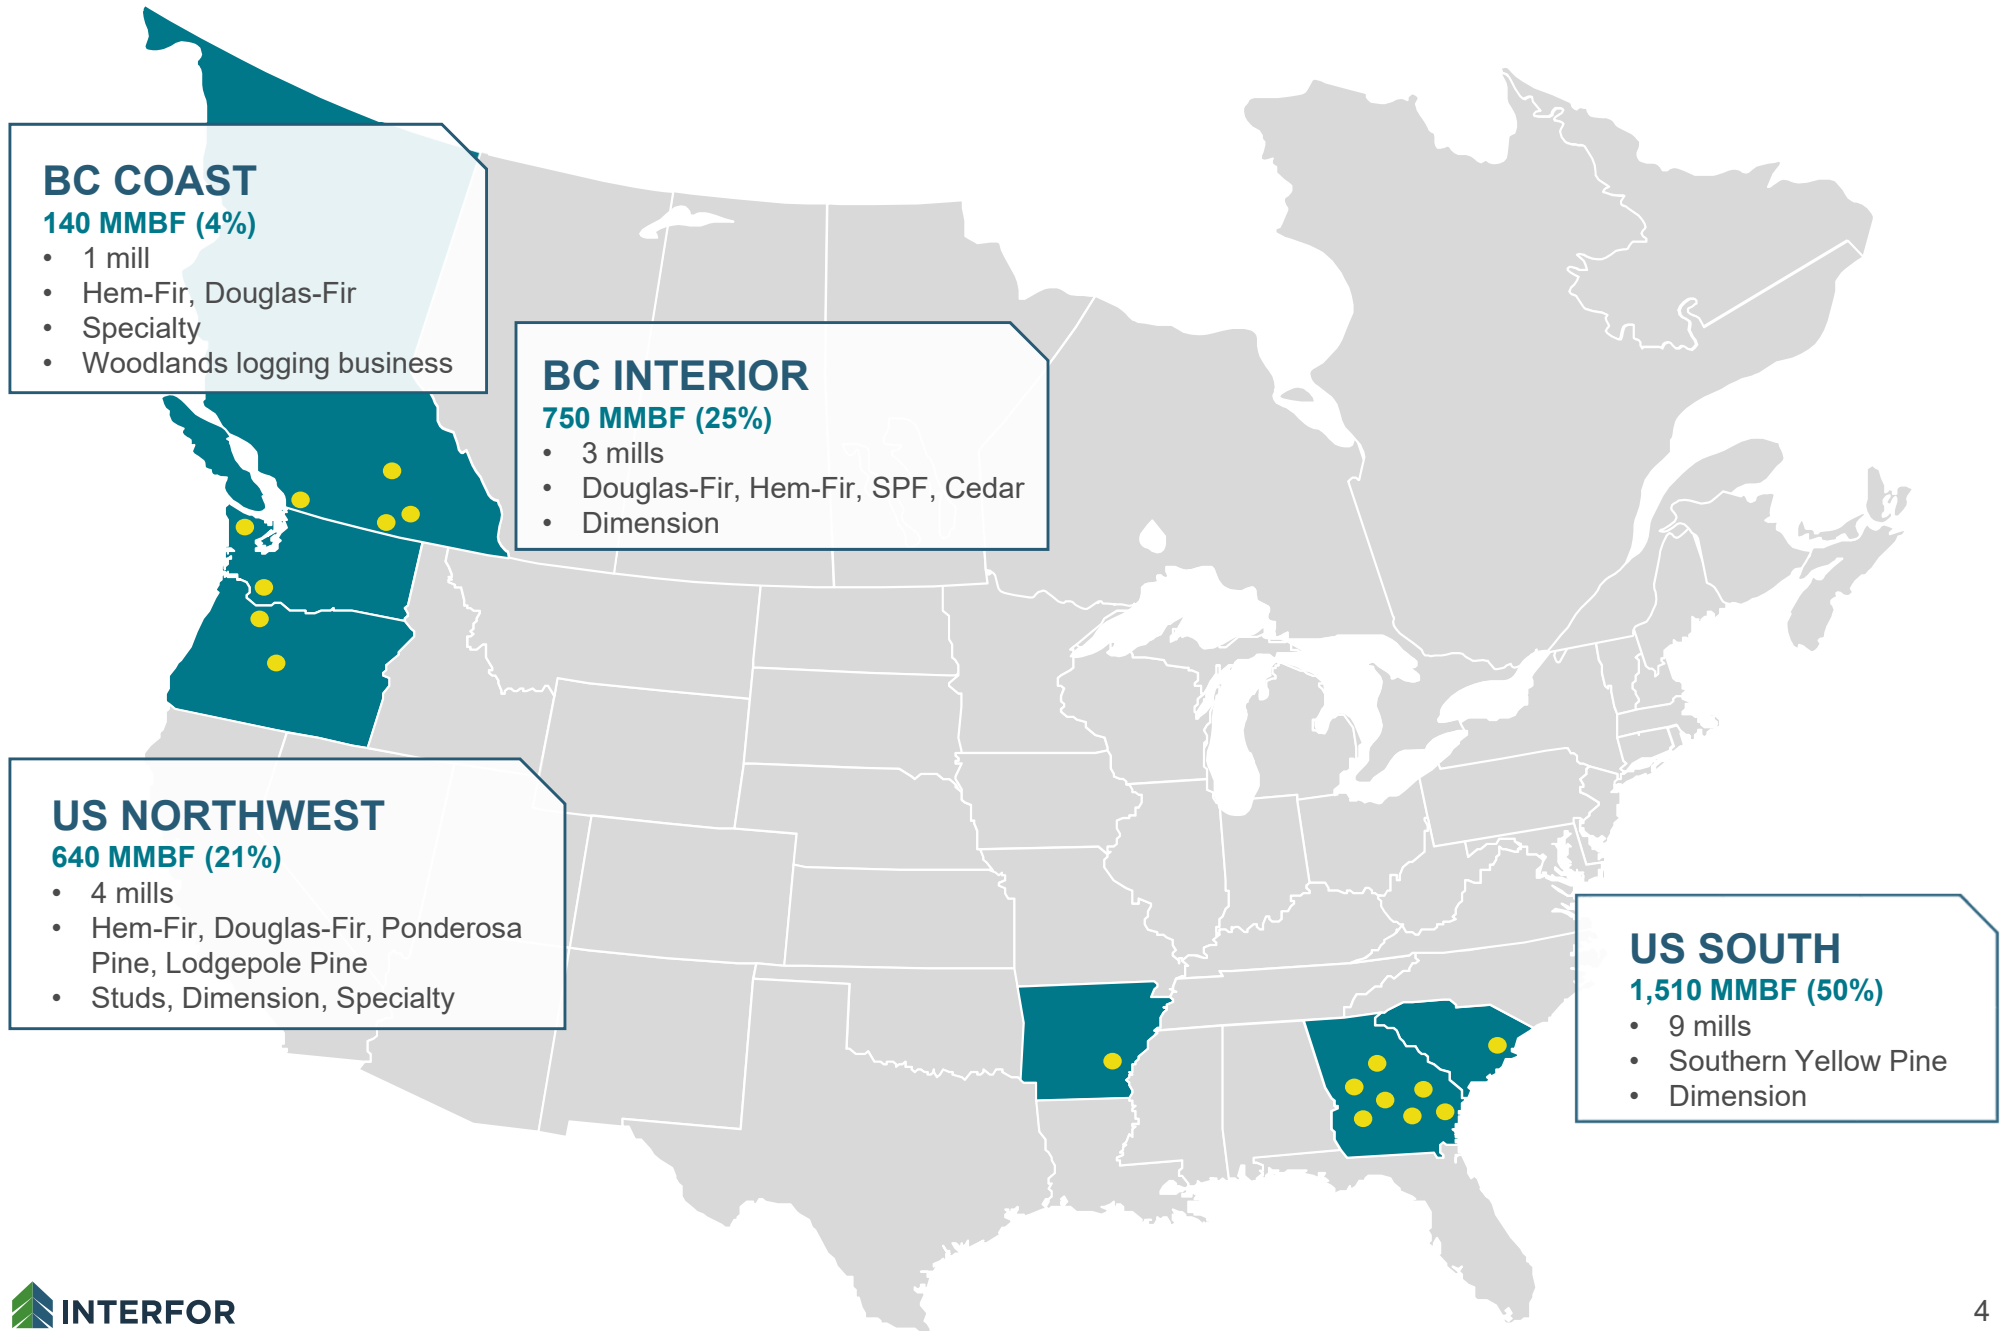 BC COAST
140 MMBF (4%)
• 1 mill
• Hem-Fir, Douglas-Fir
• Specialty
• Woodlands logging business
BC INTERIOR
750 MMBF (25%)
• 3 mills
• Douglas-Fir, Hem-Fir, SPF, Cedar
• Dimension
US NORTHWEST
640 MMBF (21%)
• 4 mills
• Hem-Fir, Douglas-Fir, Ponderosa
Pine, Lodgepole Pine
• Studs, Dimension, Specialty
US SOUTH
1,510 MMBF (50%)
• 9 mills
• Southern Yellow Pine
• Dimension
INTERFOR
4